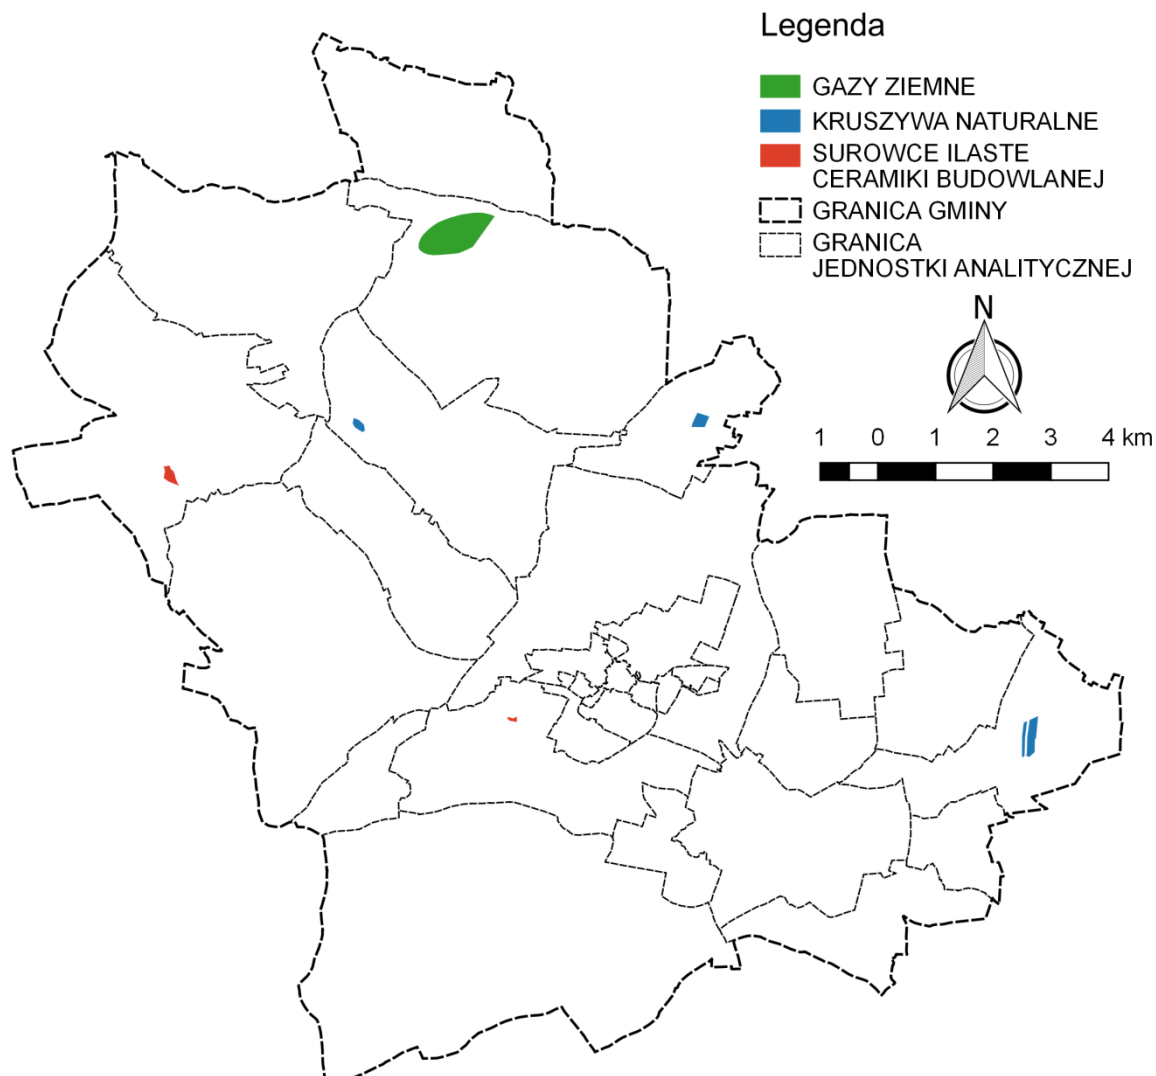 Legenda
GAZY ZIEMNE
KRUSZYWA NATURALNE
SUROWCE ILASTE
CERAMIKI BUDOWLANEJ
GRANICA GMINY
GRANICA
JEDNOSTKI ANALITYCZNEJ
N
1 0 1 2 3 4 km